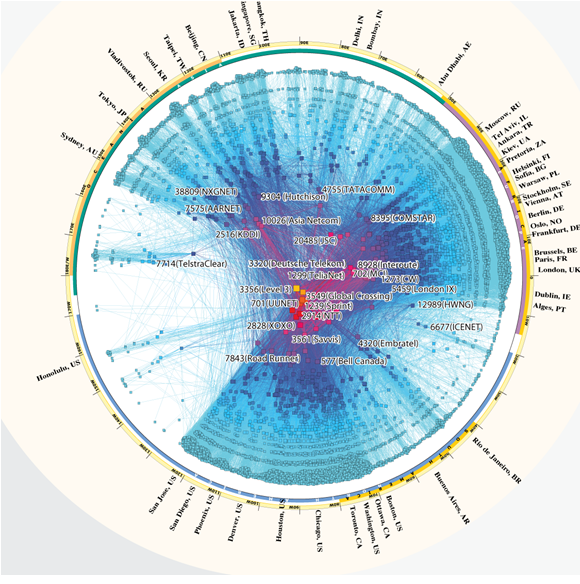 Bangkok, TH
Singapore, SG
Jakarta, ID
Beijing, CN
Taipei, TW
Seoul, KR
Vladivostok, RU
Tokyo, JP
Sydney, AU
Honolulu, US
Delhi, IN
Bombay, IN
Abu Dhabi, AE
Moscow, RU
Tel Aviv, IL
Ankara, TR
Kiev, UA
Pretoria, ZA
Helsinki, FI
Sofia, BG
Warsaw, PL
Stockholm, SE
Vienna, AT
Berlin, DE
Oslo, NO
Frankfurt, DE
Brussels, BE
Paris, FR
London, UK
Dublin, IE
Alges, PT
38809(NXGNET)
2304 (Hutchison)
4755(TATACOMM)
7575(AARNET)
10026(Asia Netcom)
8395(COMSTAR)
2516(KDDI)
20485(JSC)
7714(TelstraClear)
3320(Deutsche Telekom)
8928(Interoute)
1299(TeliaNet)
702(MCI)
1273(CW)
3356(Level 3)
5459(London IX)
3549(Global Crossing)
701(UUNET)
1239(Sprint)
12989(HWNG)
2914(NTT)
2828(XOXO)
6677(ICENET)
3561(Savvis)
4320(Embratel)
7843(Road Runner)
577(Bell Canada)
San Jose, US
San Diego, US
Phoenix, US
Denver, US
Houston, US
Chicago, US
Toronto, CA
Washington, US
Ottawa, CA
Boston, US
Buenos Aires, AR
Rio de Janeiro, BR